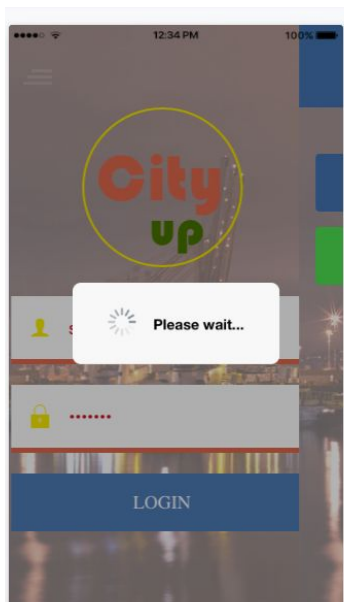 12:34 PM 100%
City
up
s
Please wait...
•••••••
LOGIN